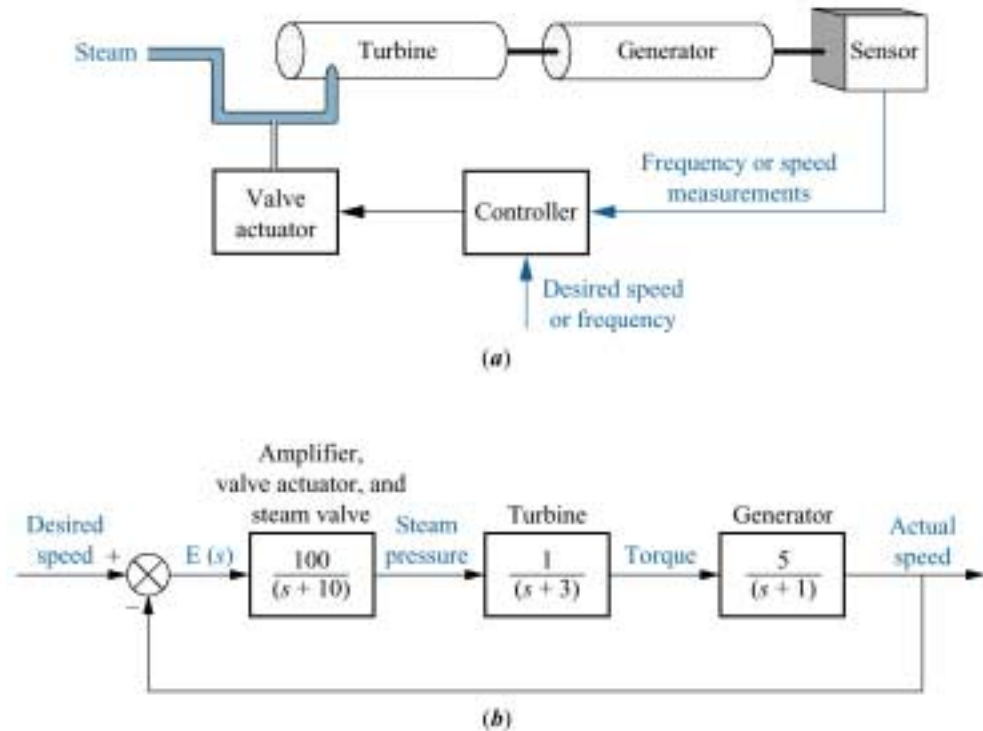 Steam
Turbine
Generator
Sensor
Frequency or speed
measurements
Valve
actuator
Controller
Desired speed
or frequency
(a)
Amplifier,
valve actuator, and
steam valve
Desired
speed
+
−
E (s)
100
(s + 10)
Steam
pressure
Turbine
1
(s + 3)
Torque
Generator
5
(s + 1)
Actual
speed
(b)